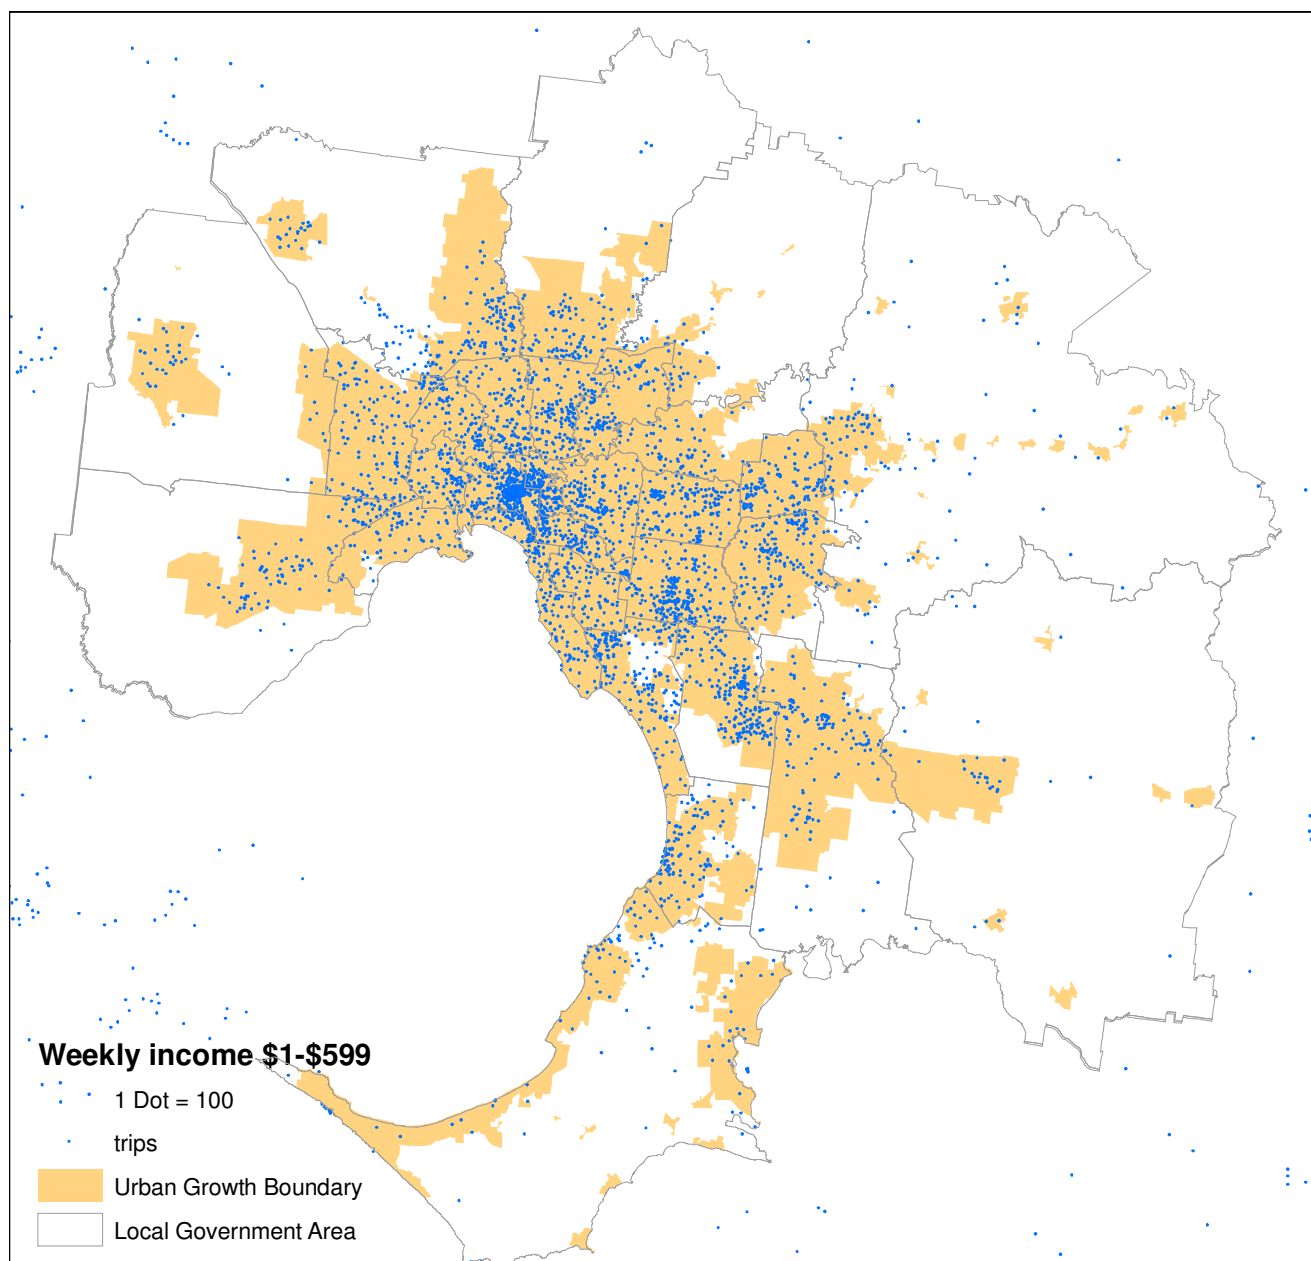 Weekly income $1-$599
1 Dot = 100
trips
Urban Growth Boundary
Local Government Area